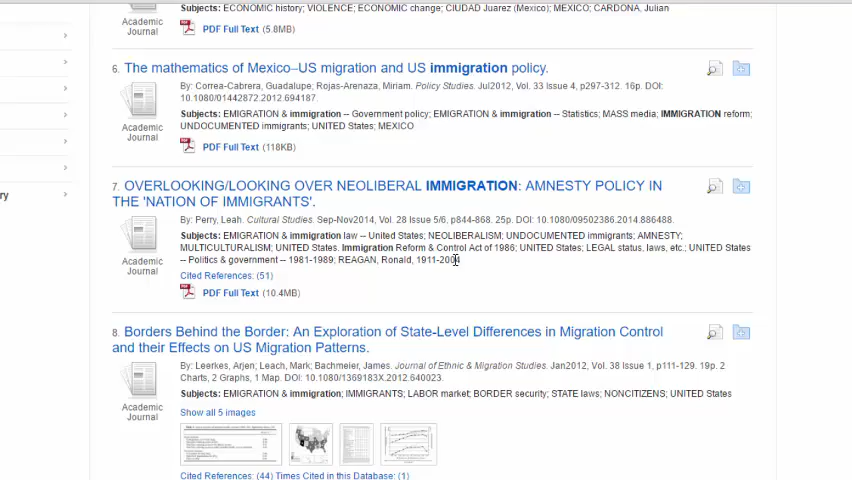 Subjects: ECONOMIC history; VIOLENCE; ECONOMIC change; CIUDAD Juarez (Mexico); MEXICO; CARDONA, Julian
Academic
Journal
PDF Full Text (5.8MB)
6. The mathematics of Mexico–US migration and US immigration policy.
By: Correa-Cabrera, Guadalupe; Rojas-Arenaza, Miriam. Policy Studies. Jul2012, Vol. 33 Issue 4, p297-312. 16p. DOI:
10.1080/01442872.2012.694187.
Subjects: EMIGRATION & immigration -- Government policy; EMIGRATION & immigration -- Statistics; MASS media; IMMIGRATION reform;
UNDOCUMENTED immigrants; UNITED States; MEXICO
Academic
Journal
PDF Full Text (118KB)
7. OVERLOOKING/LOOKING OVER NEOLIBERAL IMMIGRATION: AMNESTY POLICY IN
THE 'NATION OF IMMIGRANTS'.
By: Perry, Leah. Cultural Studies. Sep-Nov2014, Vol. 28 Issue 5/6, p844-868. 25p. DOI: 10.1080/09502386.2014.886488.
Subjects: EMIGRATION & immigration law -- United States; NEOLIBERALISM; UNDOCUMENTED immigrants; AMNESTY;
MULTICULTURALISM; UNITED States. Immigration Reform & Control Act of 1986; UNITED States; LEGAL status, laws, etc.; UNITED States
-- Politics & government -- 1981-1989; REAGAN, Ronald, 1911-2004
Academic
Journal
Cited References: (51)
PDF Full Text (10.4MB)
ry
8. Borders Behind the Border: An Exploration of State-Level Differences in Migration Control
and their Effects on US Migration Patterns.
By: Leerkes, Arjen; Leach, Mark; Bachmeier, James. Journal of Ethnic & Migration Studies. Jan2012, Vol. 38 Issue 1, p111-129. 19p. 2
Charts, 2 Graphs, 1 Map. DOI: 10.1080/1369183X.2012.640023.
Subjects: EMIGRATION & immigration; IMMIGRANTS; LABOR market; BORDER security; STATE laws; NONCITIZENS; UNITED States
Academic
Journal
Show all 5 images
Cited References: (44) Times Cited in this Database: (1)